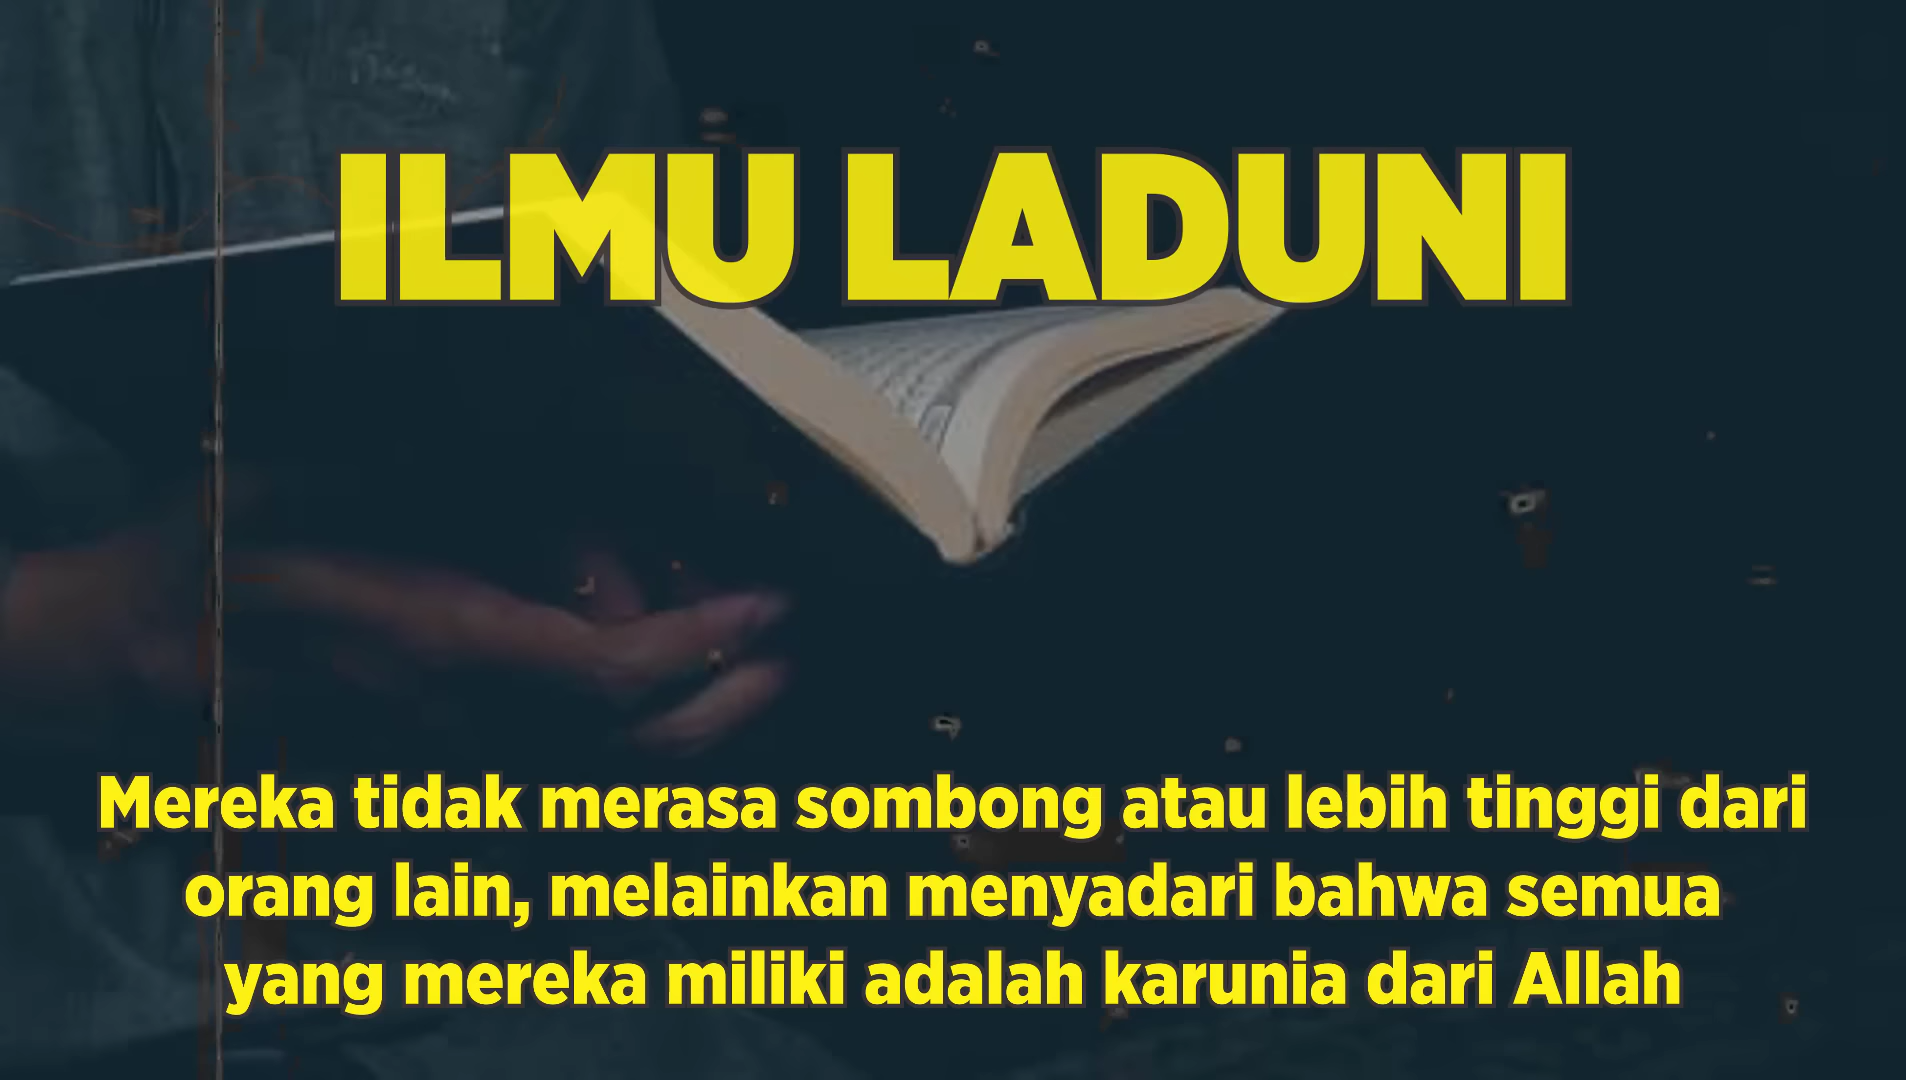 ILMU LADUNI
Mereka tidak merasa sombong atau lebih tinggi dari
orang lain, melainkan menyadari bahwa semua
yang mereka miliki adalah karunia dari Allah